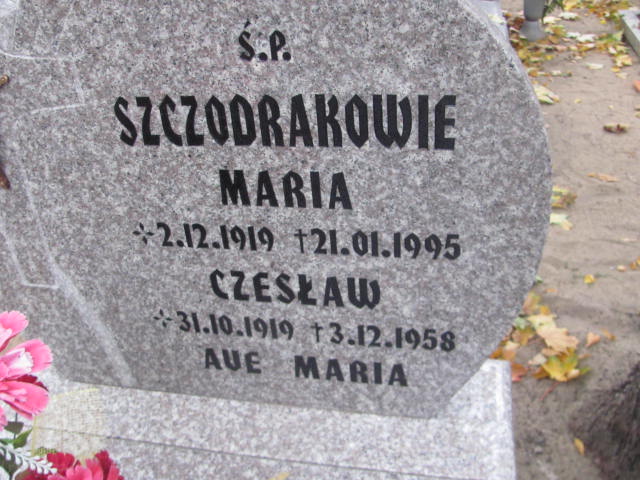 Ś.P.
SZCZODRAKOWIE
MARIA
✢2.12.1919 †21.01.1995
CZESŁAW
✢31.10.1919 †3.12.1958
AVE MARIA